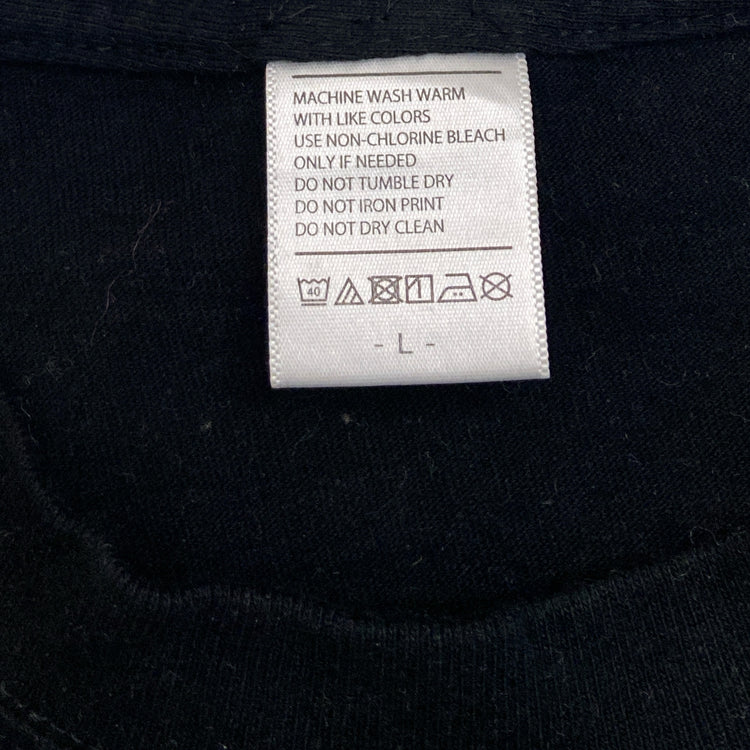 MACHINE WASH WARM
WITH LIKE COLORS
USE NON-CHLORINE BLEACH
ONLY IF NEEDED
DO NOT TUMBLE DRY
DO NOT IRON PRINT
DO NOT DRY CLEAN
40
- L -